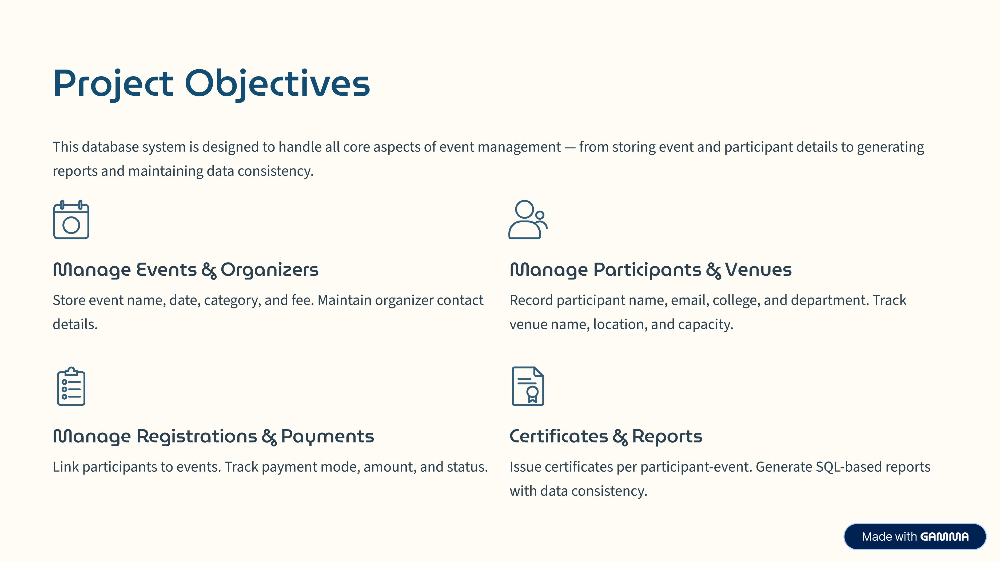 Project Objectives
This database system is designed to handle all core aspects of event management — from storing event and participant details to generating
reports and maintaining data consistency.
Manage Events & Organizers
Store event name, date, category, and fee. Maintain organizer contact
details.
Manage Participants & Venues
Record participant name, email, college, and department. Track
venue name, location, and capacity.
Manage Registrations & Payments
Link participants to events. Track payment mode, amount, and status.
Certificates & Reports
Issue certificates per participant-event. Generate SQL-based reports
with data consistency.
Made with GAMMA